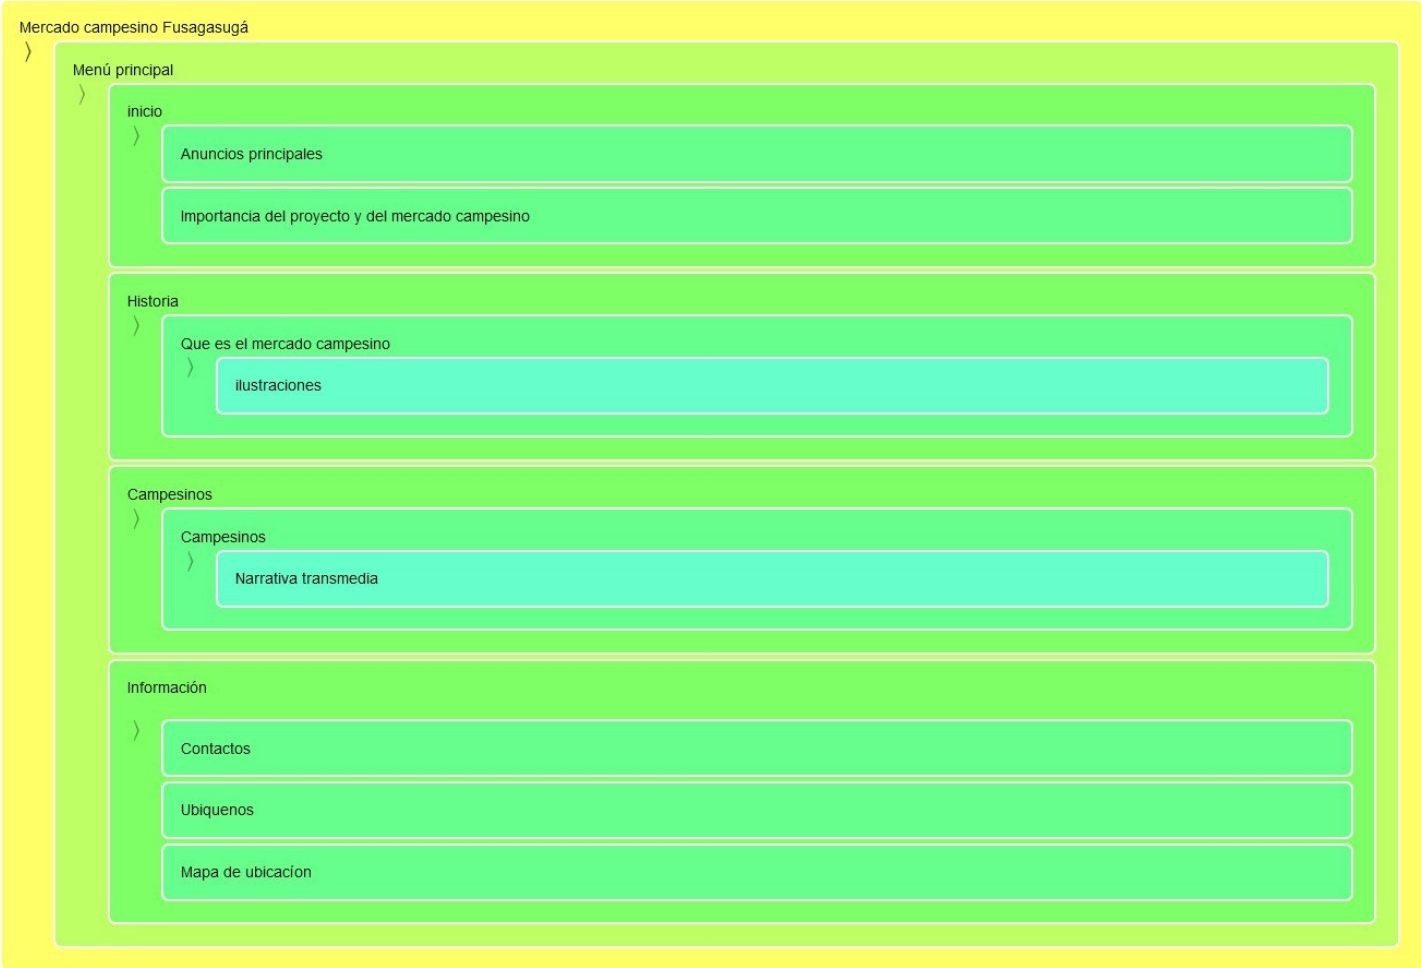 Mercado campesino Fusagasugá
Menú principal
inicio
Anuncios principales
Importancia del proyecto y del mercado campesino
Historia
Que es el mercado campesino
ilustraciones
Campesinos
Campesinos
Narrativa transmedia
Información
Contactos
Ubiquenos
Mapa de ubicacíon